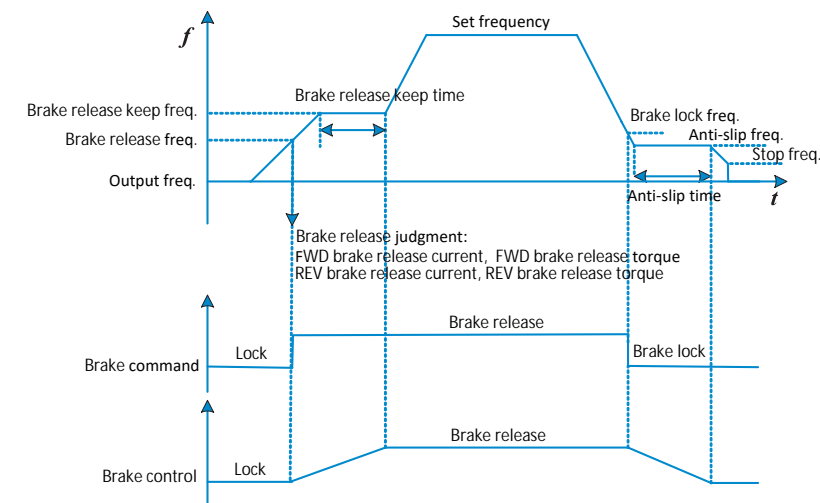 f
Set frequency
Brake release keep time
Brake release keep freq.
Brake lock freq.
Brake release freq.
Anti-slip freq.
Stop freq.
Output freq.
Anti-slip time
t
Brake release judgment:
FWD brake release current, FWD brake release torque
REV brake release current, REV brake release torque
Brake release
Lock
Brake lock
Brake command
Brake release
Lock
Brake control